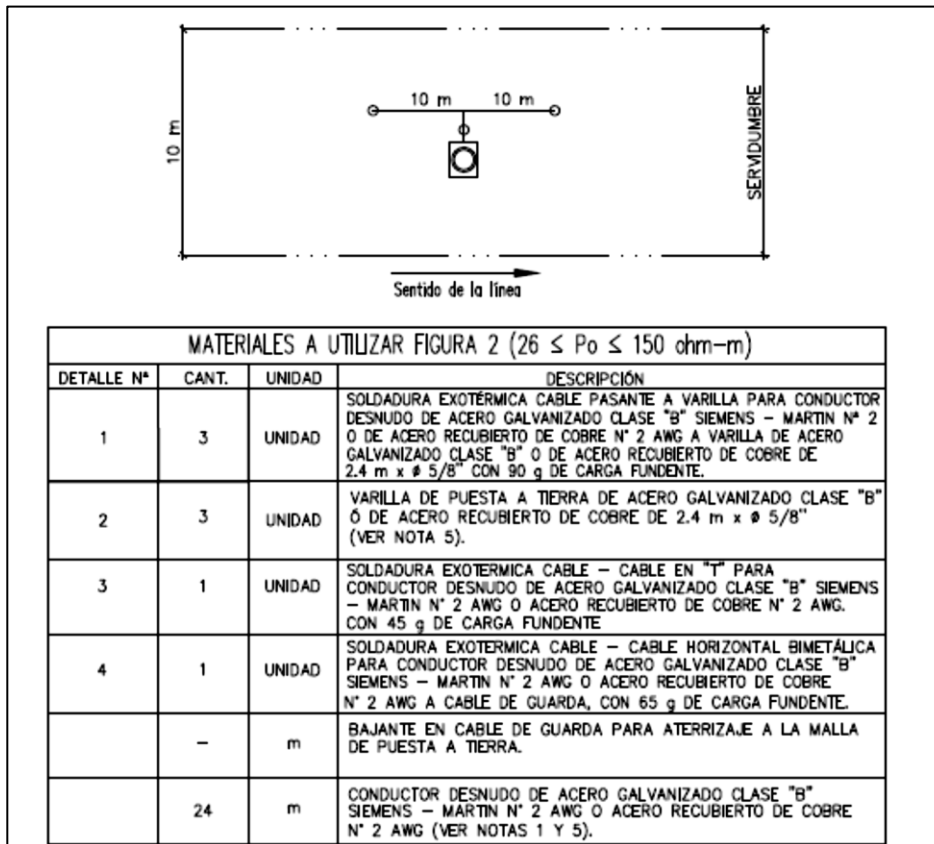 10 m 10 m
10 m
SERVIDUMBRE
Sentido de la línea
MATERIALES A UTILIZAR FIGURA 2 (26 ≤ Po ≤ 150 ohm-m)
DETALLE Nª CANT. UNIDAD DESCRIPCIÓN
SOLDADURA EXOTÉRMICA CABLE PASANTE A VARILLA PARA CONDUCTOR
DESNUDO DE ACERO GALVANIZADO CLASE "B" SIEMENS - MARTIN Nª 2
1 3 UNIDAD O DE ACERO RECUBIERTO DE COBRE N° 2 AWG A VARILLA DE ACERO
GALVANIZADO CLASE "B" O DE ACERO RECUBIERTO DE COBRE DE
2.4 m x ø 5/8" CON 90 g DE CARGA FUNDENTE.
VARILLA DE PUESTA A TIERRA DE ACERO GALVANIZADO CLASE "B"
2 3 UNIDAD Ó DE ACERO RECUBIERTO DE COBRE DE 2.4 m x ø 5/8"
(VER NOTA 5).
SOLDADURA EXOTERMICA CABLE - CABLE EN "T" PARA
3 1 UNIDAD CONDUCTOR DESNUDO DE ACERO GALVANIZADO CLASE "B" SIEMENS
- MARTIN N° 2 AWG O ACERO RECUBIERTO DE COBRE N° 2 AWG.
CON 45 g DE CARGA FUNDENTE
SOLDADURA EXOTERMICA CABLE - CABLE HORIZONTAL BIMETÁLICA
4 1 UNIDAD PARA CONDUCTOR DESNUDO DE ACERO GALVANIZADO CLASE "B"
SIEMENS - MARTIN N° 2 AWG O ACERO RECUBIERTO DE COBRE
N° 2 AWG A CABLE DE GUARDA, CON 65 g DE CARGA FUNDENTE.
- m BAJANTE EN CABLE DE GUARDA PARA ATERRIZAJE A LA MALLA
DE PUESTA A TIERRA.
CONDUCTOR DESNUDO DE ACERO GALVANIZADO CLASE "B"
24 m SIEMENS - MARTIN N° 2 AWG O ACERO RECUBIERTO DE COBRE
N° 2 AWG (VER NOTAS 1 Y 5).